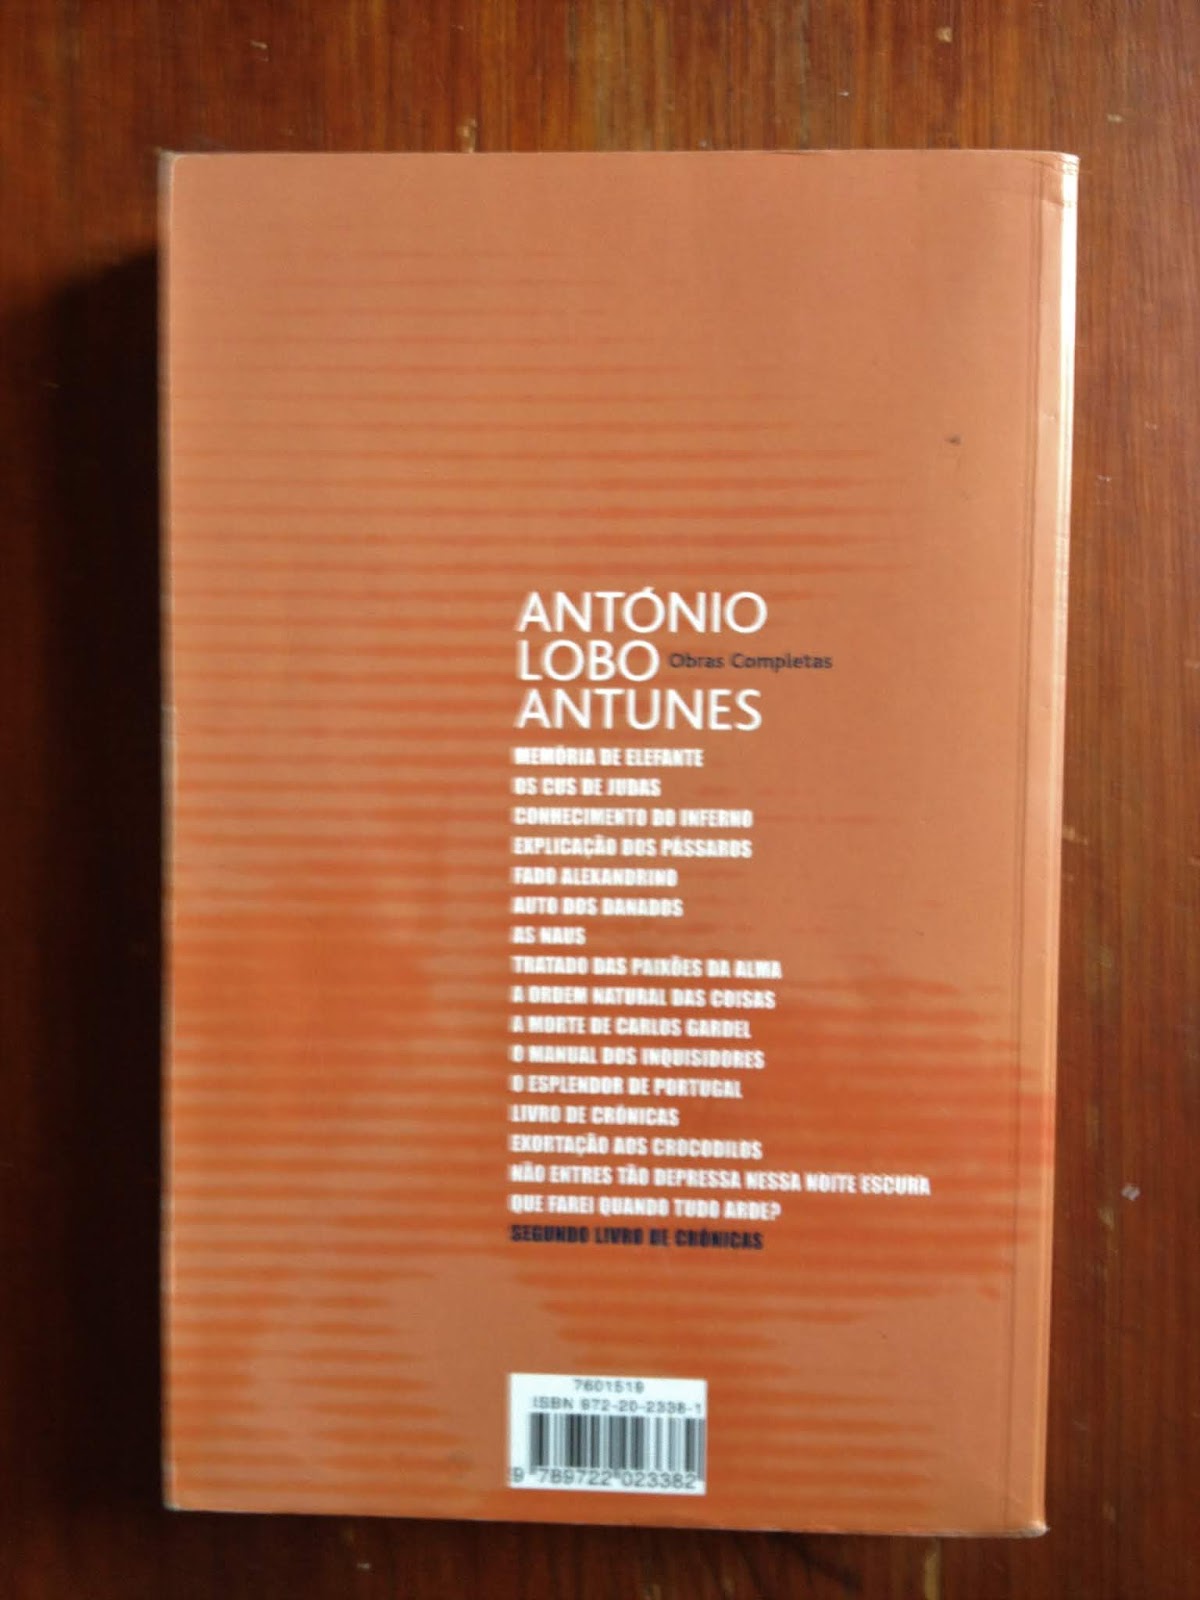 ANTÓNIO
LOBO Obras Completas
ANTUNES
MEMÓRIA DE ELEFANTE
OS CUS DE JUDAS
CONHECIMENTO DO INFERNO
EXPLICAÇÃO DOS PÁSSAROS
FADO ALEXANDRINO
AUTO DOS DANADOS
AS NAUS
TRATADO DAS PAIXÕES DA ALMA
A ORDEM NATURAL DAS COISAS
A MORTE DE CARLOS GARDEL
O MANUAL DOS INQUISIDORES
O ESPLENDOR DE PORTUGAL
LIVRO DE CRÓNICAS
EXORTAÇÃO AOS CROCODILOS
NÃO ENTRES TÃO DEPRESSA NESSA NOITE ESCURA
QUE FAREI QUANDO TUDO ARDE?
SEGUNDO LIVRO DE CRÓNICAS
7601519
ISBN 972-20-2338-1
9 789722 023382